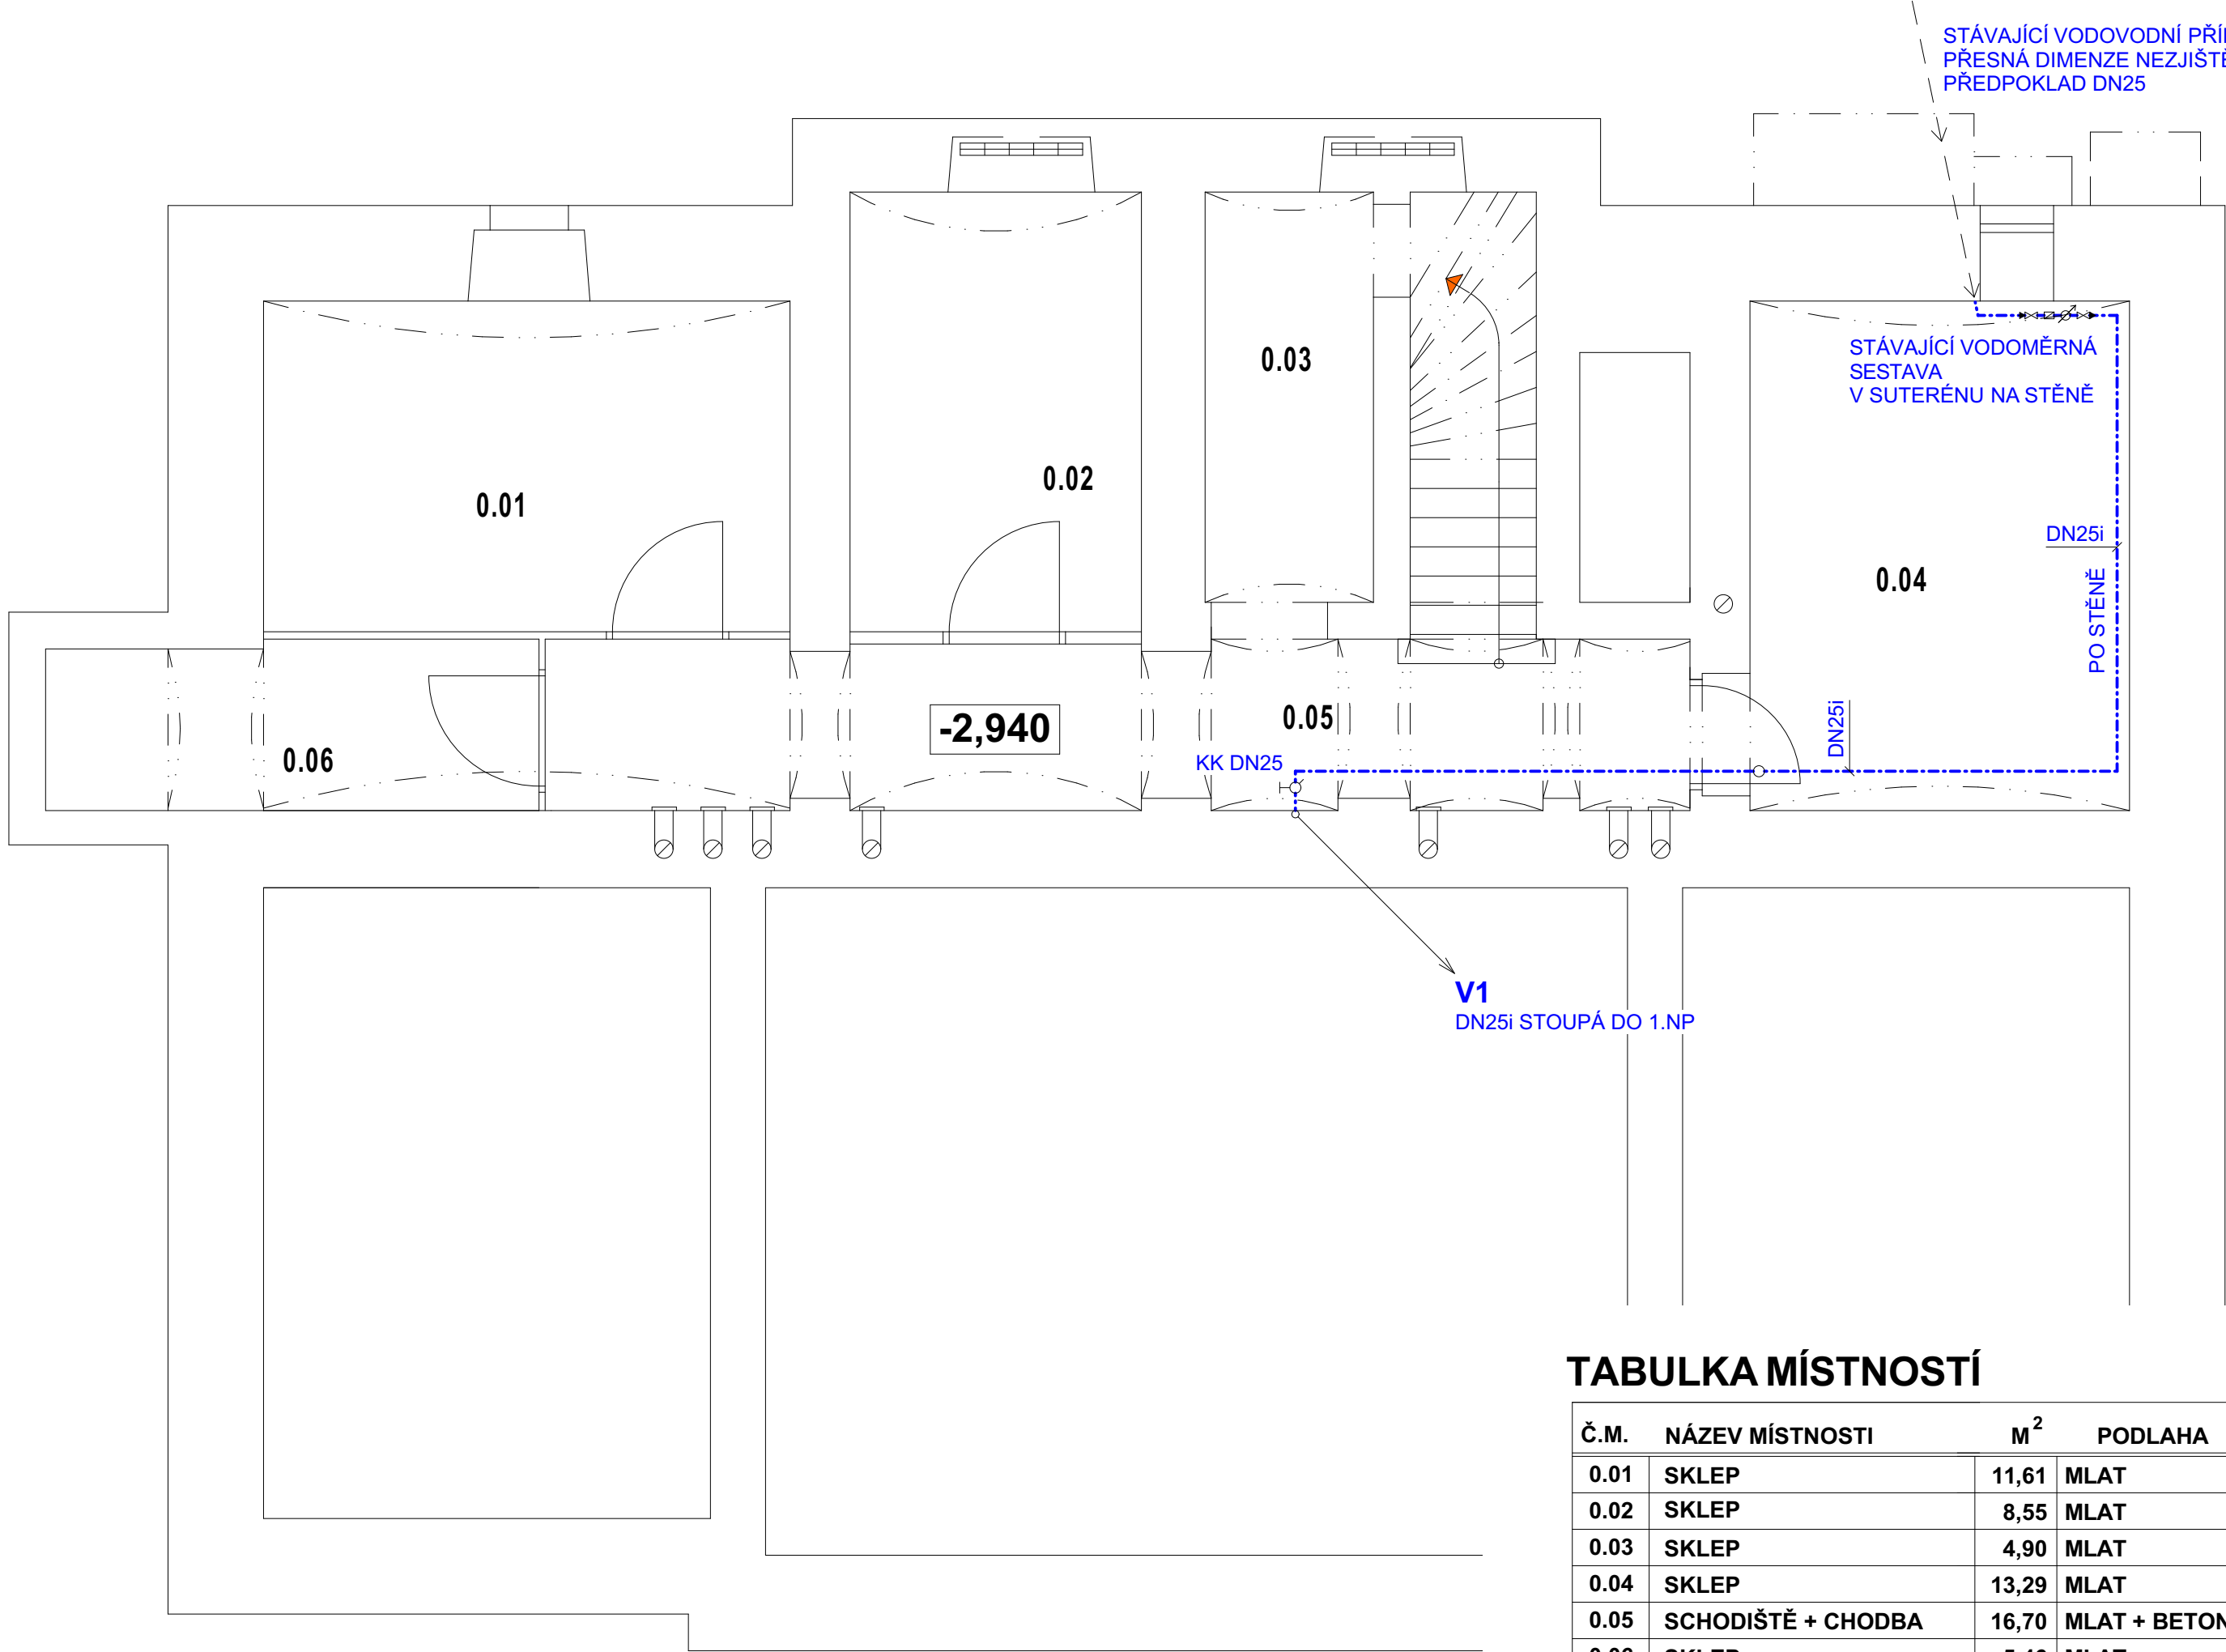 STÁVAJÍCÍ VODOVODNÍ
PŘESNÁ DIMENZE
PŘEDPOKLAD DN25
STÁVAJÍCÍ VODOMĚRNÁ
SESTAVA
V SUTERÉNU NA STĚNĚ
0.03
0.02
0.01
DN25i
0.04
PO STĚNĚ
0.05
-2,940
DN25i
0.06
KK DN25
V1
DN25i STOUPÁ DO 1.NP
TABULKA MÍSTNOSTÍ
Č.M. NÁZEV MÍSTNOSTI M² PODLAHA
0.01 SKLEP 11,61 MLAT
0.02 SKLEP 8,55 MLAT
0.03 SKLEP 4,90 MLAT
0.04 SKLEP 13,29 MLAT
0.05 SCHODIŠTĚ + CHODBA 16,70 MLAT + BETON